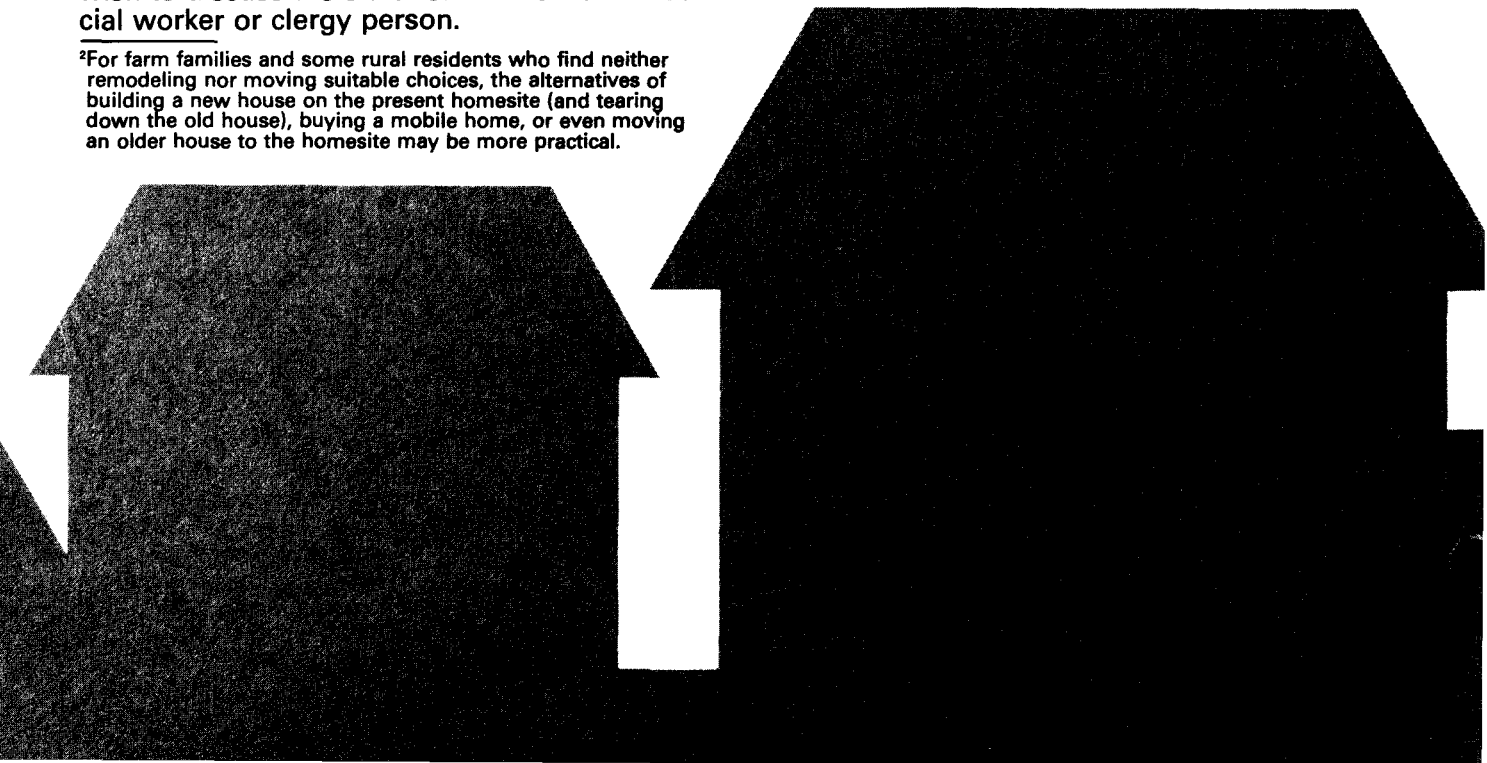 cial worker or clergy person.
²For farm families and some rural residents who find neither
remodeling nor moving suitable choices, the alternatives of
building a new house on the present homesite (and tearing
down the old house), buying a mobile home, or even moving
an older house to the homesite may be more practical.